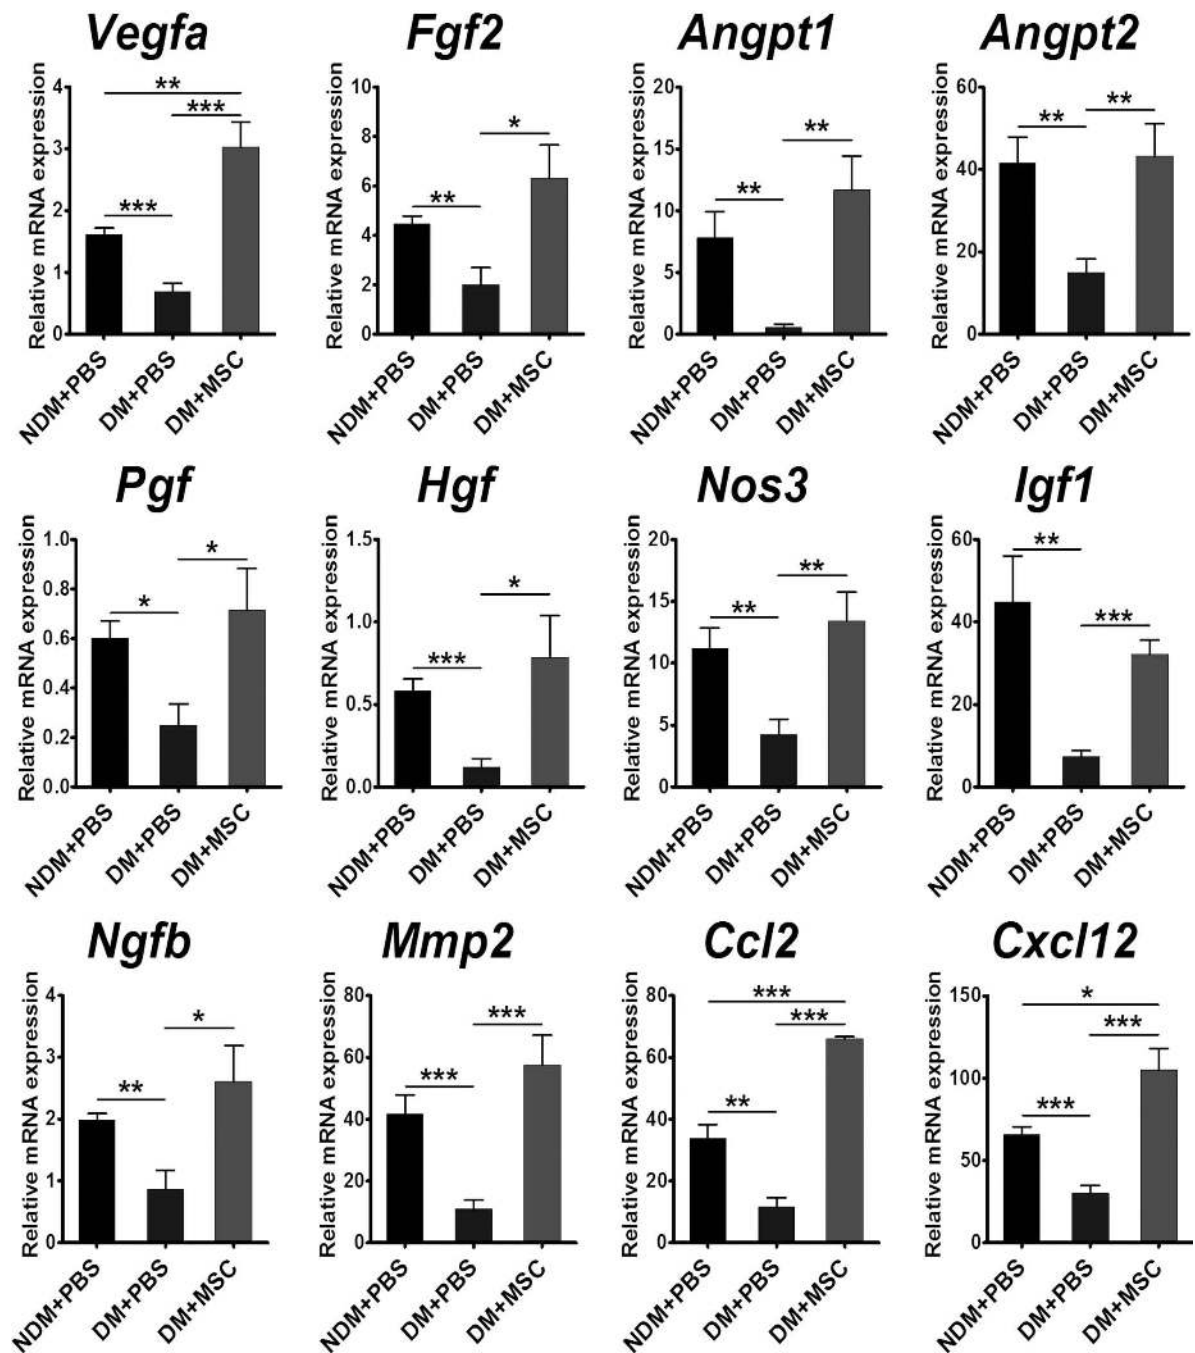 Vegfa
Fgf2
Angpt1
Angpt2
Relative mRNA expression
4
3
2
1
0
**
***
***
NDM+PBS
DM+PBS
DM+MSC
Relative mRNA expression
10
8
6
4
2
0
*
**
NDM+PBS
DM+PBS
DM+MSC
Relative mRNA expression
20
15
10
5
0
**
**
NDM+PBS
DM+PBS
DM+MSC
Relative mRNA expression
60
40
20
0
**
**
NDM+PBS
DM+PBS
DM+MSC
Pgf
Hgf
Nos3
Igf1
Relative mRNA expression
1.0
0.8
0.6
0.4
0.2
0.0
*
*
NDM+PBS
DM+PBS
DM+MSC
Relative mRNA expression
1.5
1.0
0.5
0.0
*
***
NDM+PBS
DM+PBS
DM+MSC
Relative mRNA expression
20
15
10
5
0
**
**
NDM+PBS
DM+PBS
DM+MSC
Relative mRNA expression
60
40
20
0
**
***
NDM+PBS
DM+PBS
DM+MSC
Ngfb
Mmp2
Ccl2
Cxcl12
Relative mRNA expression
4
3
2
1
0
*
**
NDM+PBS
DM+PBS
DM+MSC
Relative mRNA expression
80
60
40
20
0
***
***
NDM+PBS
DM+PBS
DM+MSC
Relative mRNA expression
80
60
40
20
0
***
***
**
NDM+PBS
DM+PBS
DM+MSC
Relative mRNA expression
150
100
50
0
*
***
***
NDM+PBS
DM+PBS
DM+MSC